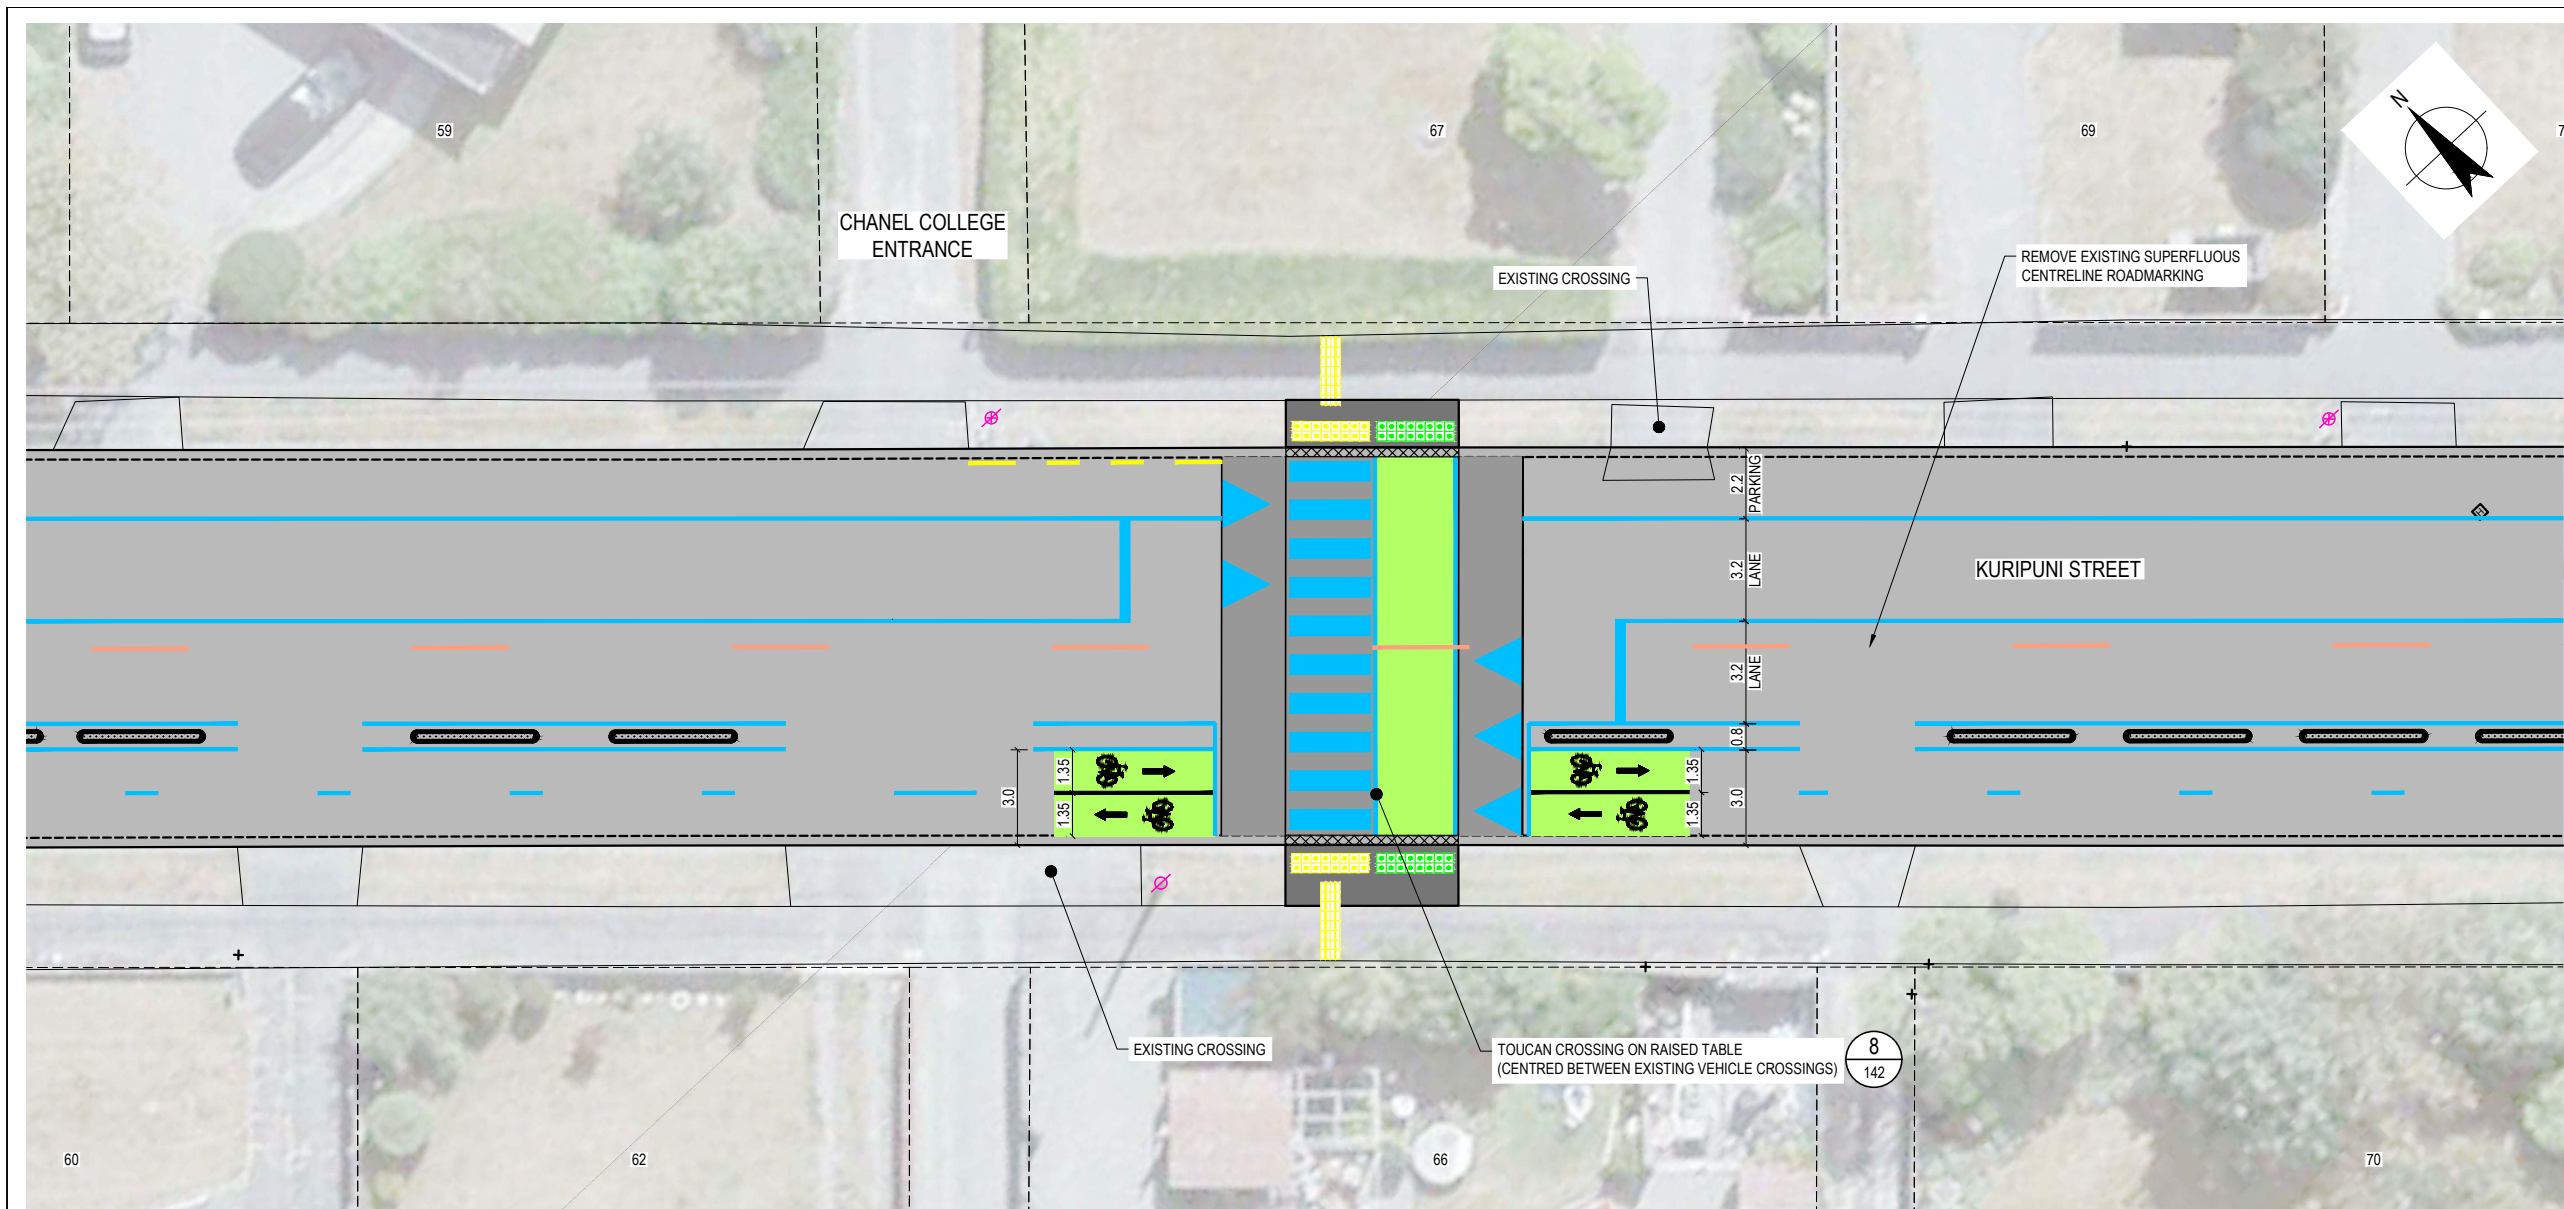 59
67
69
7
N
CHANEL COLLEGE
ENTRANCE
EXISTING CROSSING
REMOVE EXISTING SUPERFLUOUS
CENTRELINE ROADMARKING
2.2
PARKING
3.2
LANE
KURIPUNI STREET
3.2
LANE
0.8
3.0
1.35
1.35
3.0
1.35
1.35
EXISTING CROSSING
TOUCAN CROSSING ON RAISED TABLE
(CENTRED BETWEEN EXISTING VEHICLE CROSSINGS)
8
142
60
62
66
70